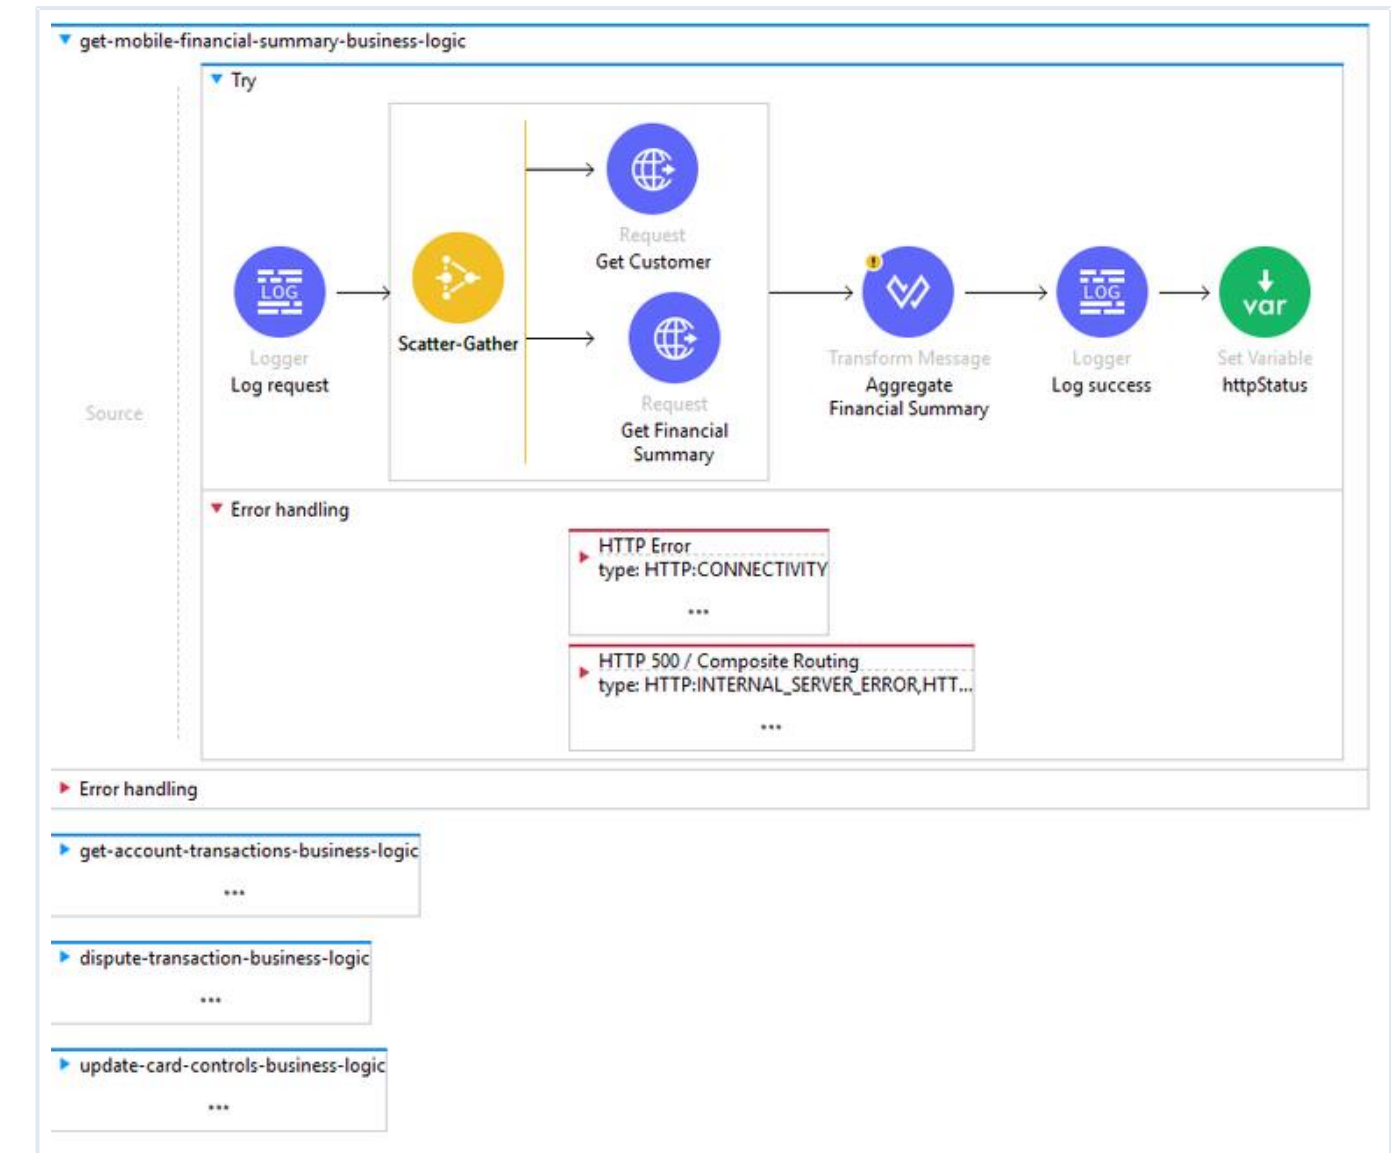 get-mobile-financial-summary-business-logic
Try
Request
Get Customer
Scatter-Gather
LOG
Logger
Log request
Request
Get Financial
Summary
!
Transform Message
Aggregate
Financial Summary
LOG
Logger
Log success
var
Set Variable
httpStatus
Source
Error handling
HTTP Error
type: HTTP:CONNECTIVITY
...
HTTP 500 / Composite Routing
type: HTTP:INTERNAL_SERVER_ERROR,HTT...
...
Error handling
get-account-transactions-business-logic
...
dispute-transaction-business-logic
...
update-card-controls-business-logic
...